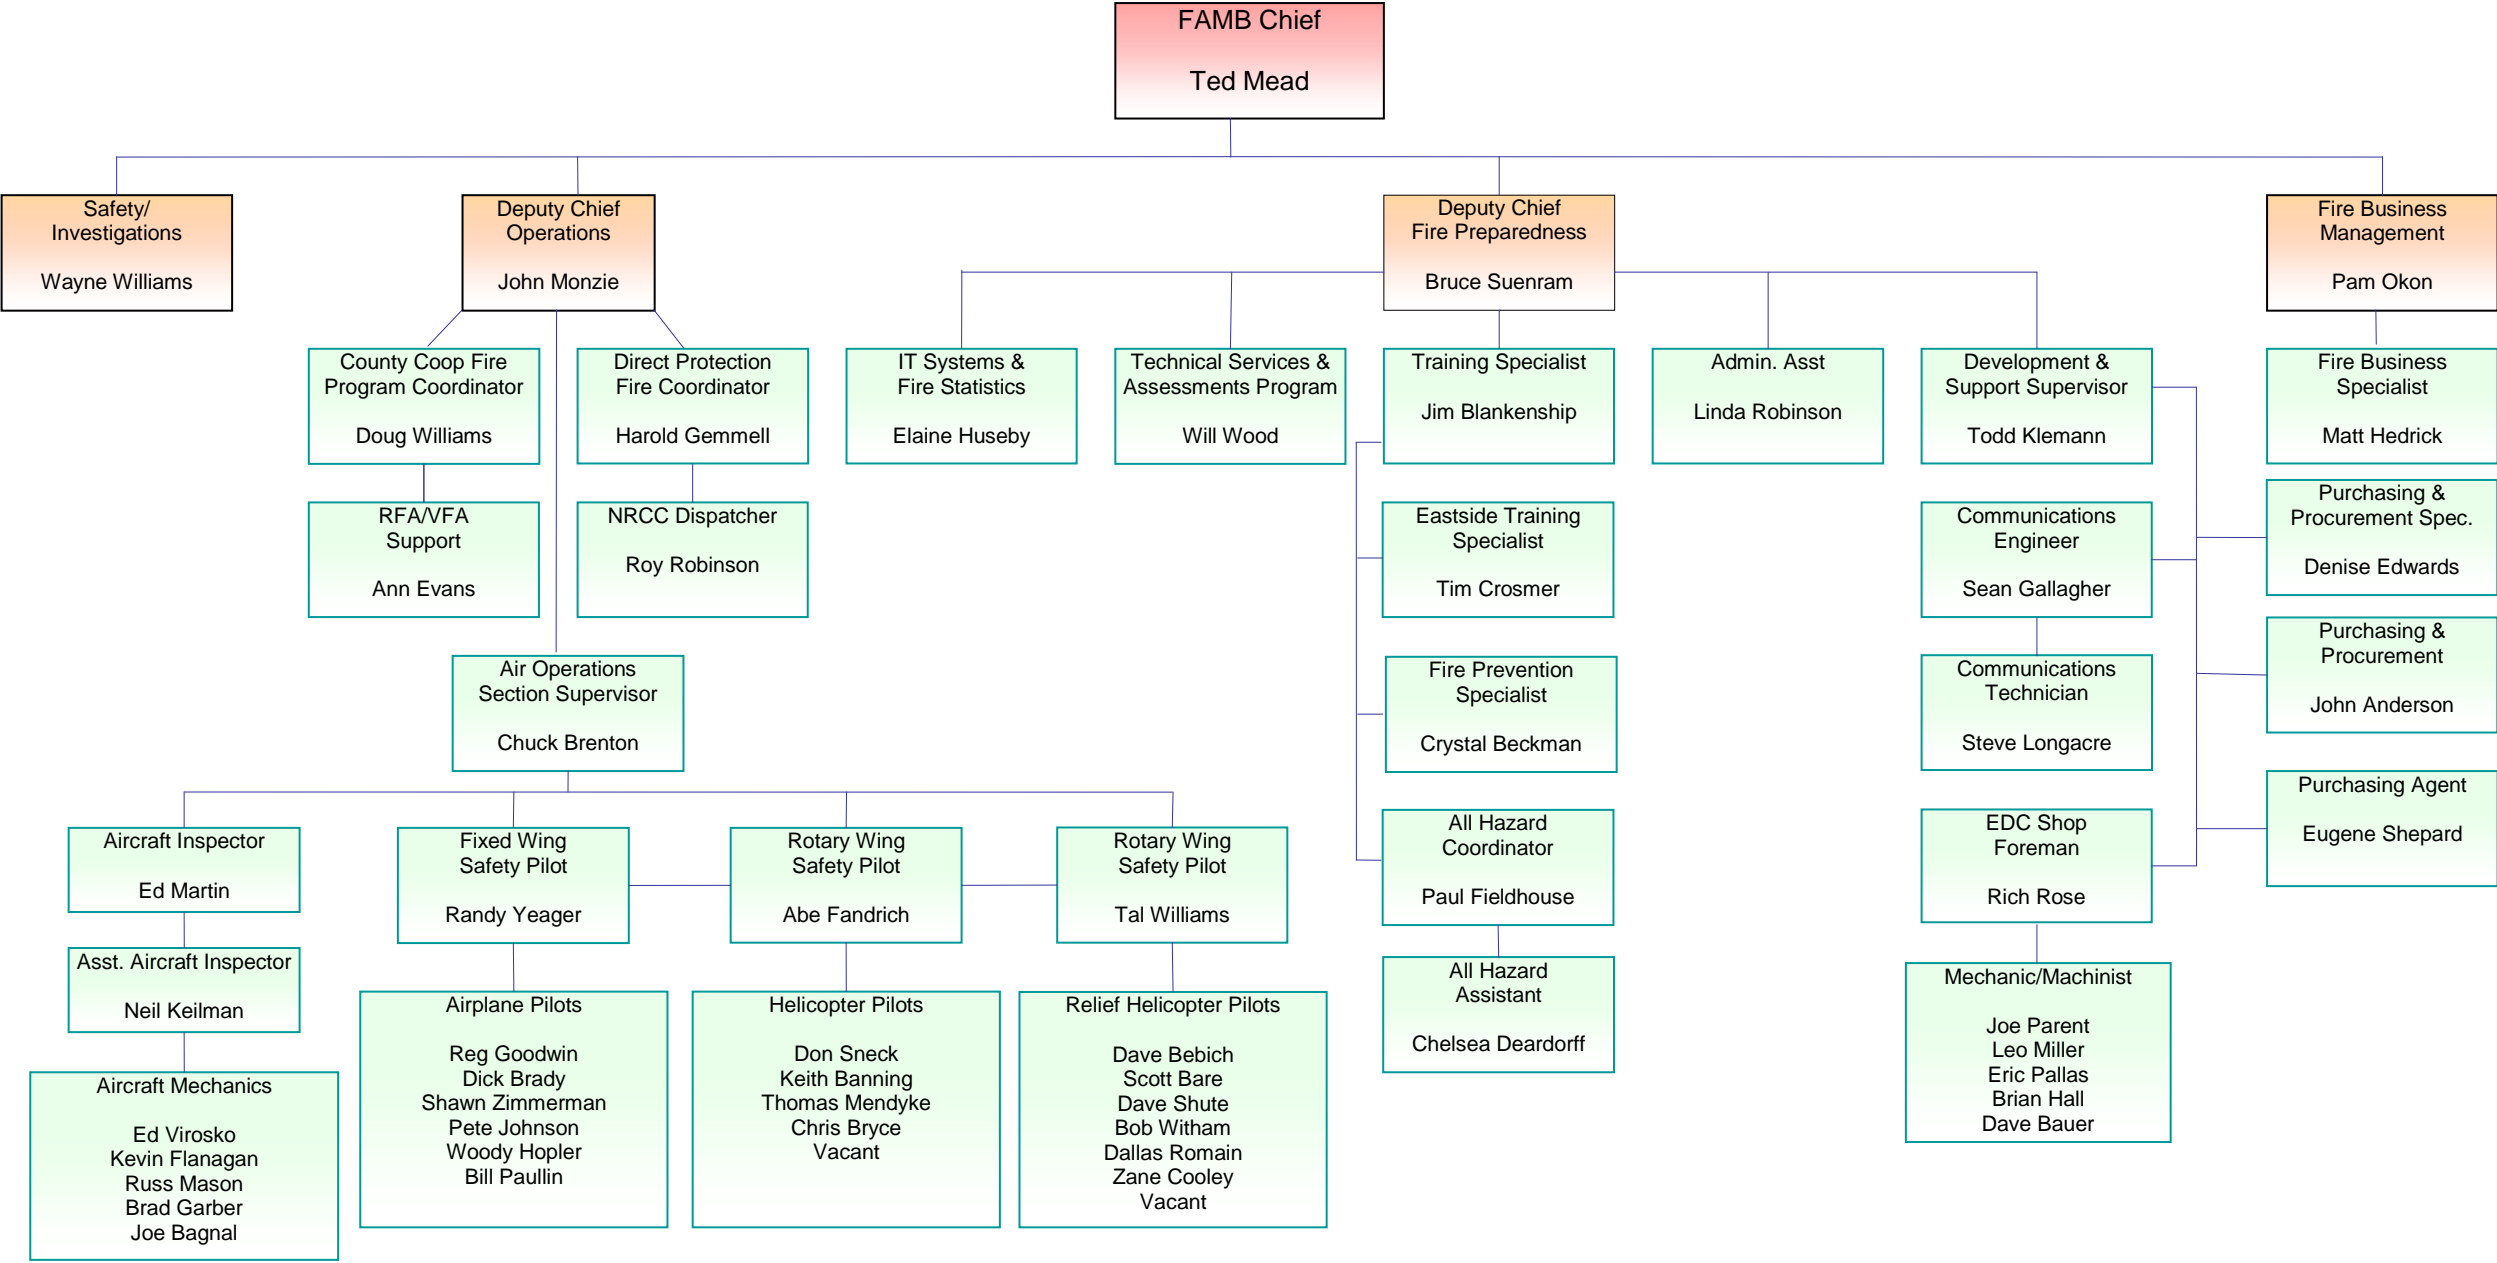 FAMB Chief
Ted Mead
Safety/
Investigations
Wayne Williams
Deputy Chief
Operations
John Monzie
Deputy Chief
Fire Preparedness
Bruce Suenram
Fire Business
Management
Pam Okon
County Coop Fire
Program Coordinator
Doug Williams
Direct Protection
Fire Coordinator
Harold Gemmell
IT Systems &
Fire Statistics
Elaine Huseby
Technical Services &
Assessments Program
Will Wood
Training Specialist
Jim Blankenship
Admin. Asst
Linda Robinson
Development &
Support Supervisor
Todd Klemann
Fire Business
Specialist
Matt Hedrick
RFA/VFA
Support
Ann Evans
NRCC Dispatcher
Roy Robinson
Eastside Training
Specialist
Tim Crosmer
Communications
Engineer
Sean Gallagher
Purchasing &
Procurement Spec.
Denise Edwards
Air Operations
Section Supervisor
Chuck Brenton
Fire Prevention
Specialist
Crystal Beckman
Communications
Technician
Steve Longacre
Purchasing &
Procurement
John Anderson
Aircraft Inspector
Ed Martin
Fixed Wing
Safety Pilot
Randy Yeager
Rotary Wing
Safety Pilot
Abe Fandrich
Rotary Wing
Safety Pilot
Tal Williams
All Hazard
Coordinator
Paul Fieldhouse
EDC Shop
Foreman
Rich Rose
Purchasing Agent
Eugene Shepard
Asst. Aircraft Inspector
Neil Keilman
Aircraft Mechanics
Ed Virosko
Kevin Flanagan
Russ Mason
Brad Garber
Joe Bagnal
Airplane Pilots
Reg Goodwin
Dick Brady
Shawn Zimmerman
Pete Johnson
Woody Hopler
Bill Paullin
Helicopter Pilots
Don Sneck
Keith Banning
Thomas Mendyke
Chris Bryce
Vacant
Relief Helicopter Pilots
Dave Bebich
Scott Bare
Dave Shute
Bob Witham
Dallas Romain
Zane Cooley
Vacant
All Hazard
Assistant
Chelsea Deardorff
Mechanic/Machinist
Joe Parent
Leo Miller
Eric Pallas
Brian Hall
Dave Bauer